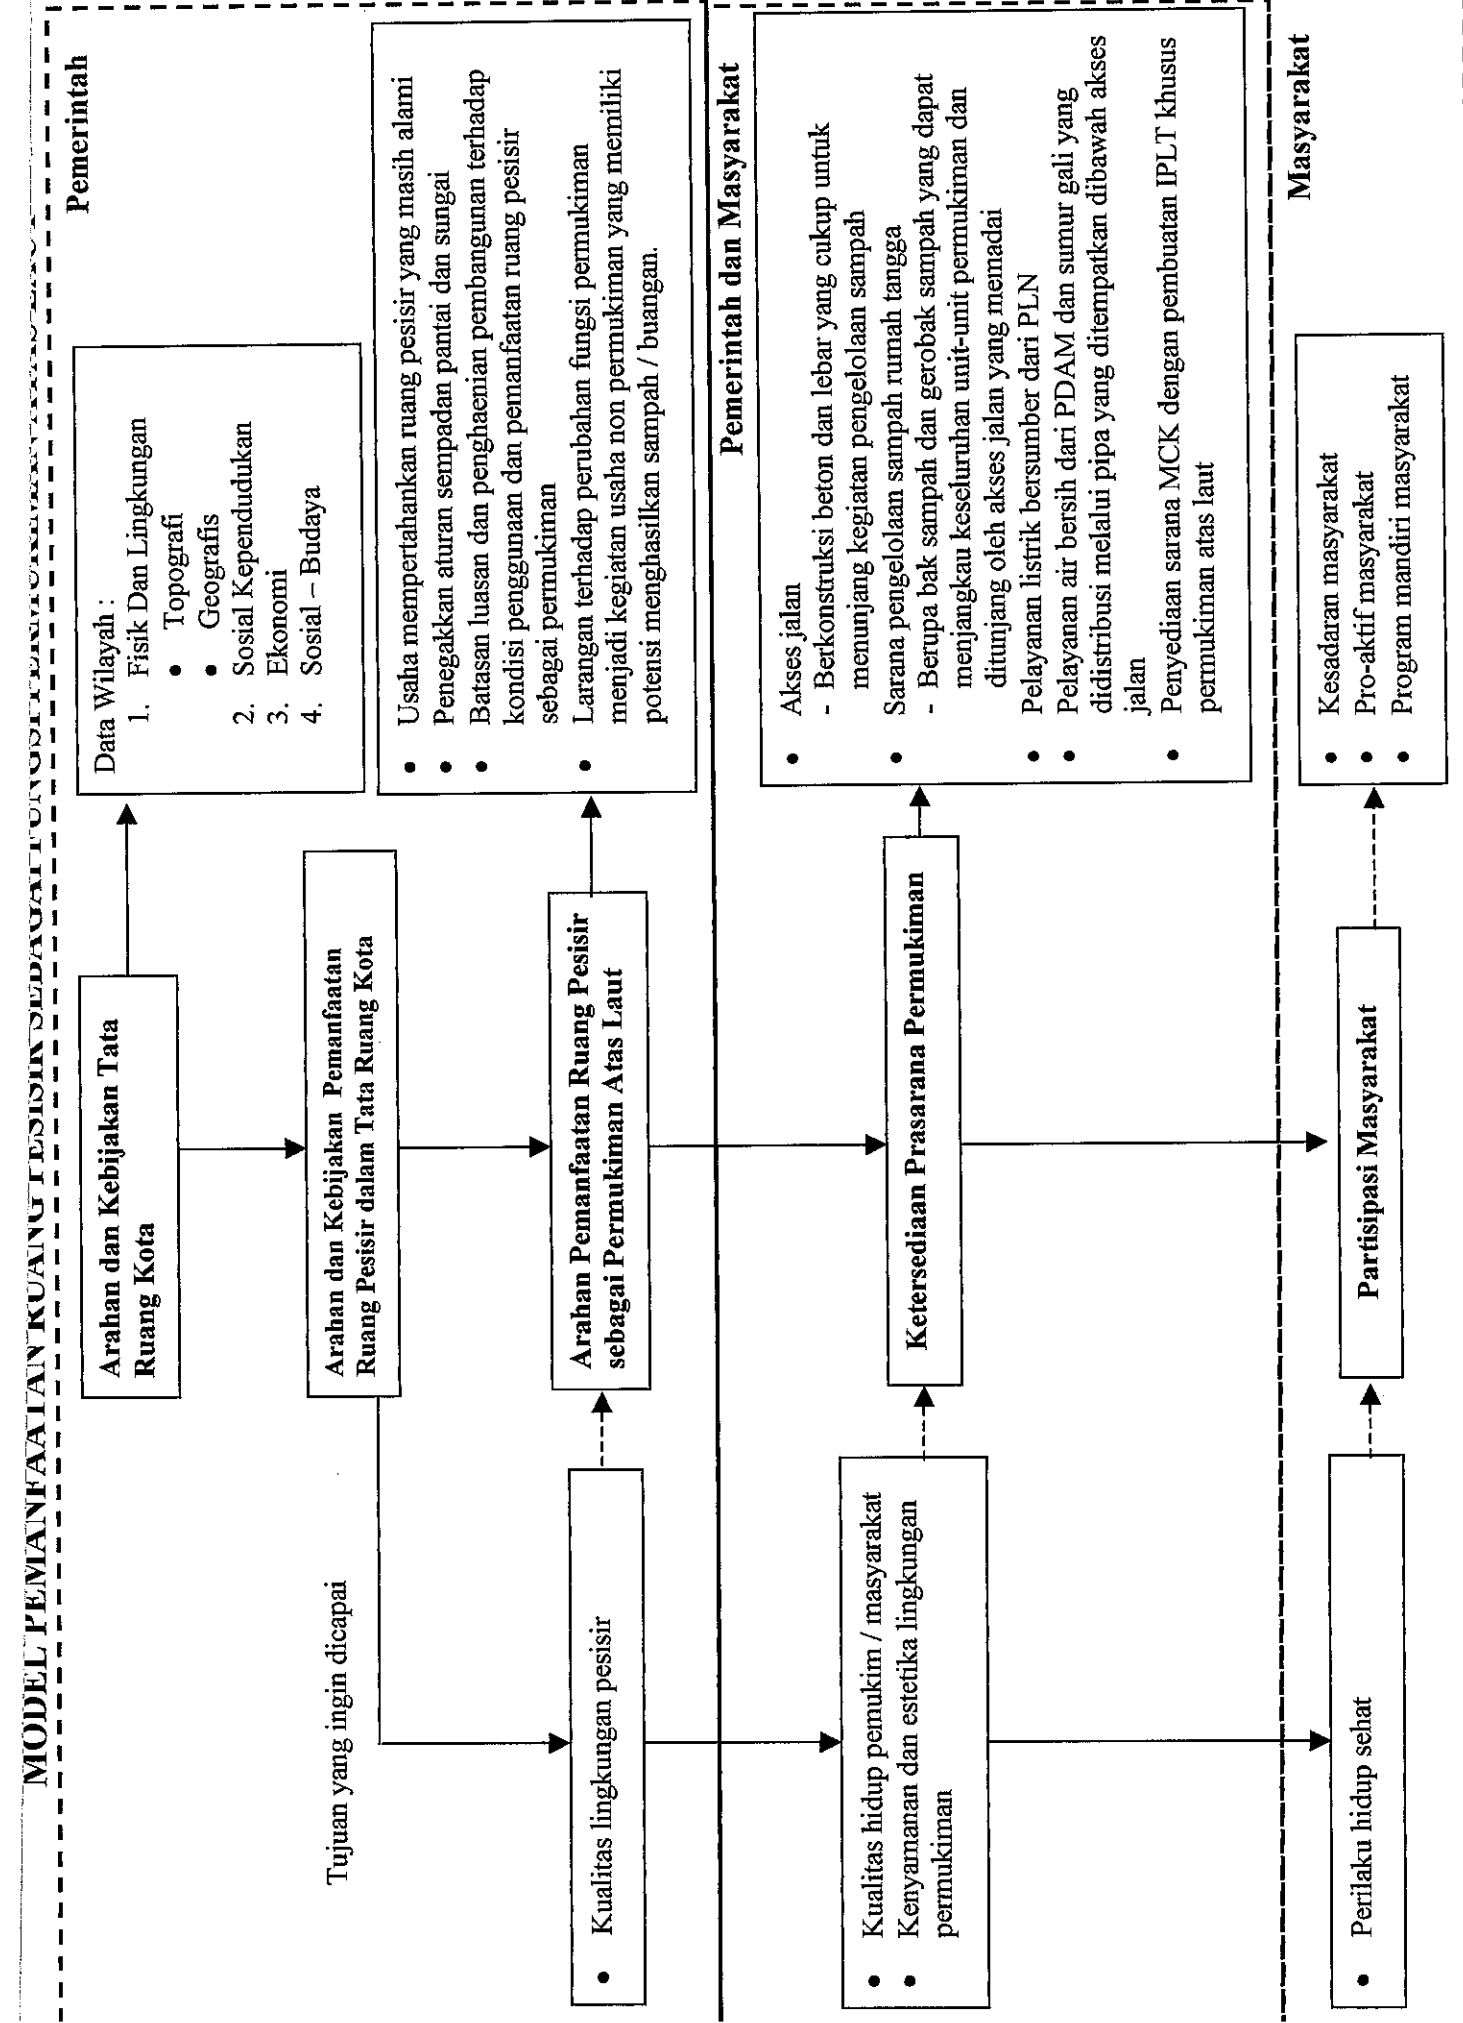 MODEL PEMANFAATAN RUANG PESISIR SEBAGAI FUNGSI PERMUKIMAN ATAS LAUT
Pemerintah
Arahan dan Kebijakan Tata
Ruang Kota
Data Wilayah :
1. Fisik Dan Lingkungan
• Topografi
• Geografis
2. Sosial Kependudukan
3. Ekonomi
4. Sosial – Budaya
Tujuan yang ingin dicapai
Arahan dan Kebijakan Pemanfaatan
Ruang Pesisir dalam Tata Ruang Kota
• Kualitas lingkungan pesisir
Arahan Pemanfaatan Ruang Pesisir
sebagai Permukiman Atas Laut
• Usaha mempertahankan ruang pesisir yang masih alami
• Penegakkan aturan sempadan pantai dan sungai
• Batasan luasan dan penghaenian pembangunan terhadap
kondisi penggunaan dan pemanfaatan ruang pesisir
sebagai permukiman
• Larangan terhadap perubahan fungsi permukiman
menjadi kegiatan usaha non permukiman yang memiliki
potensi menghasilkan sampah / buangan.
Pemerintah dan Masyarakat
• Kualitas hidup pemukim / masyarakat
• Kenyamanan dan estetika lingkungan
permukiman
Ketersediaan Prasarana Permukiman
• Akses jalan
- Berkonstruksi beton dan lebar yang cukup untuk
menunjang kegiatan pengelolaan sampah
• Sarana pengelolaan sampah rumah tangga
- Berupa bak sampah dan gerobak sampah yang dapat
menjangkau keseluruhan unit-unit permukiman dan
ditunjang oleh akses jalan yang memadai
• Pelayanan listrik bersumber dari PLN
• Pelayanan air bersih dari PDAM dan sumur gali yang
didistribusi melalui pipa yang ditempatkan dibawah akses
jalan
• Penyediaan sarana MCK dengan pembuatan IPLT khusus
permukiman atas laut
Masyarakat
• Perilaku hidup sehat
Partisipasi Masyarakat
• Kesadaran masyarakat
• Pro-aktif masyarakat
• Program mandiri masyarakat